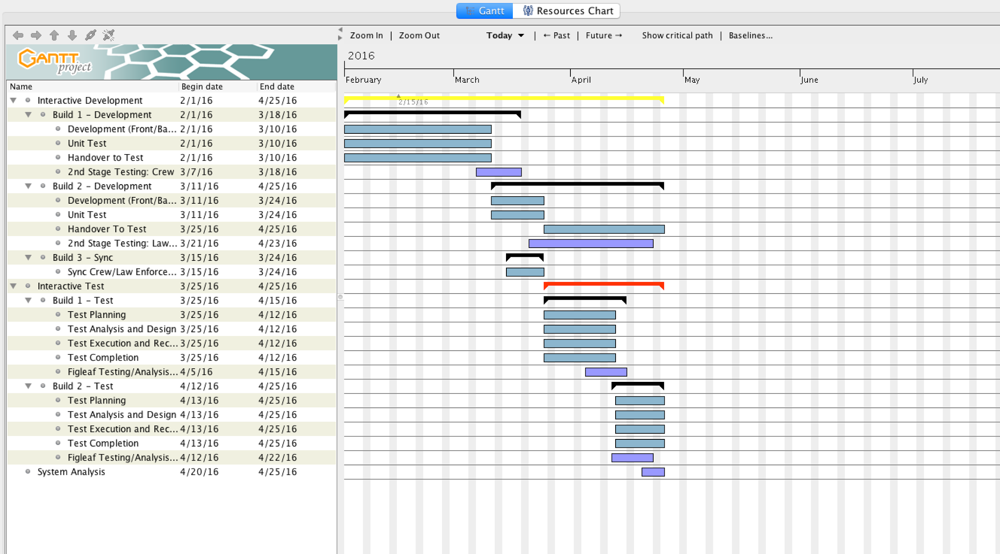 Gantt
Resources Chart
Zoom In | Zoom Out Today | ← Past | Future → Show critical path | Baselines...
GANTT
project
2016
February March April May June July
Name Begin date End date
Interactive Development 2/1/16 4/25/16
2/15/16
Build 1 – Development 2/1/16 3/18/16
Development (Front/Ba... 2/1/16 3/10/16
Unit Test 2/1/16 3/10/16
Handover to Test 2/1/16 3/10/16
2nd Stage Testing: Crew 3/7/16 3/18/16
Build 2 – Development 3/11/16 4/25/16
Development (Front/Ba... 3/11/16 3/24/16
Unit Test 3/11/16 3/24/16
Handover To Test 3/25/16 4/25/16
2nd Stage Testing: Law... 3/21/16 4/23/16
Build 3 – Sync 3/15/16 3/24/16
Sync Crew/Law Enforce... 3/15/16 3/24/16
Interactive Test 3/25/16 4/25/16
Build 1 – Test 3/25/16 4/15/16
Test Planning 3/25/16 4/12/16
Test Analysis and Design 3/25/16 4/12/16
Test Execution and Rec... 3/25/16 4/12/16
Test Completion 3/25/16 4/12/16
Figleaf Testing/Analysis... 4/5/16 4/15/16
Build 2 – Test 4/12/16 4/25/16
Test Planning 4/13/16 4/25/16
Test Analysis and Design 4/13/16 4/25/16
Test Execution and Rec... 4/13/16 4/25/16
Test Completion 4/13/16 4/25/16
Figleaf Testing/Analysis... 4/12/16 4/22/16
System Analysis 4/20/16 4/25/16